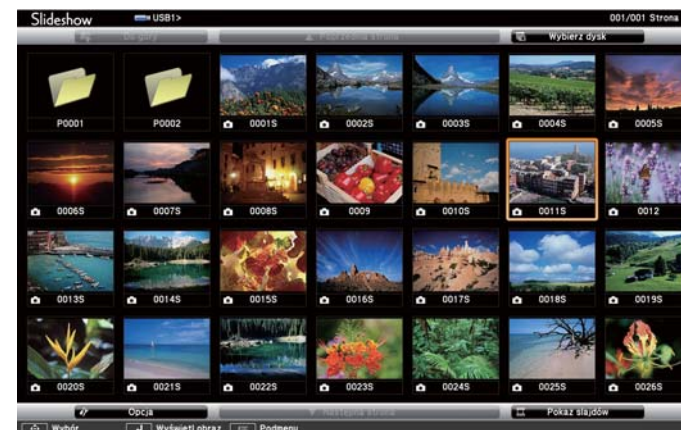 Slideshow USB1> 001/001 Strona
Do góry ▲ Poprzednia strona Wybierz dysk
P0001 P0002 0001S 0002S 0003S 0004S 0005S
0006S 0007S 0008S 0009 0010S 0011S 0012
0013S 0014S 0015S 0016S 0017S 0018S 0019S
0020S 0021S 0022S 0023S 0024S 0025S 0026S
Opcja ▼ Następna strona Pokaz slajdów
Wybór Wyświetl obraz Podmenu